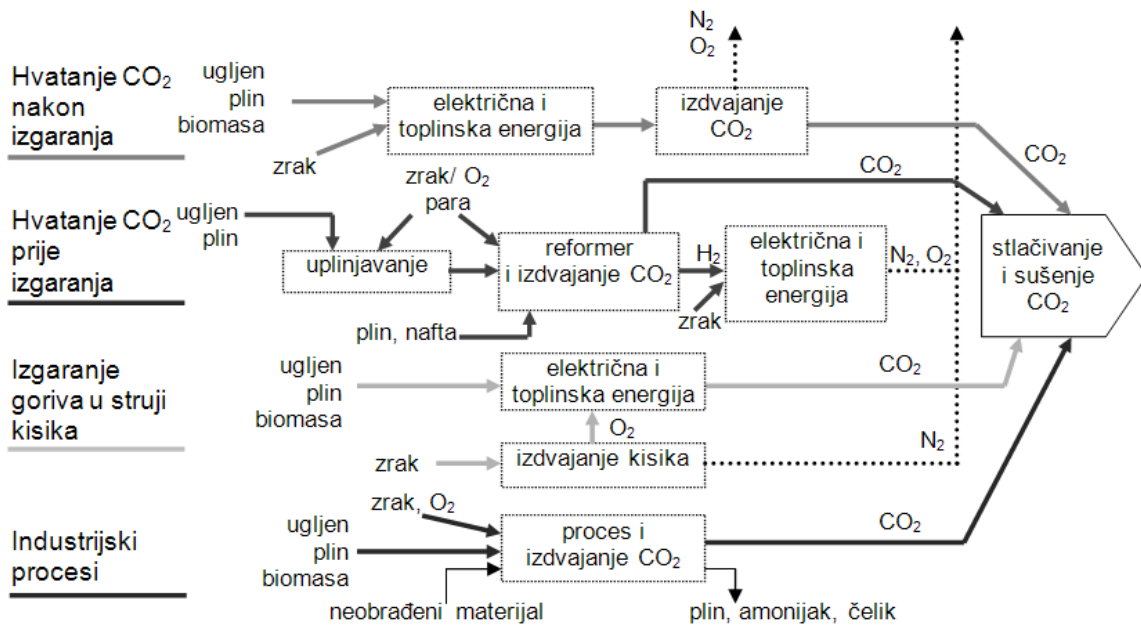 N₂
O₂
Hvatanje CO₂
nakon
izgaranja
ugljen
plin
biomasa
zrak
električna i
toplinska energija
izdvajanje
CO₂
CO₂
Hvatanje CO₂
prije
izgaranja
ugljen
plin
zrak/ O₂
para
uplinjavanje
plin, nafta
reformer
i izdvajanje CO₂
CO₂
H₂
zrak
električna i
toplinska
energija
N₂, O₂
stlačivanje
i sušenje
CO₂
Izgaranje
goriva u struji
kisika
ugljen
plin
biomasa
električna i
toplinska energija
CO₂
O₂
zrak
izdvajanje kisika
N₂
Industrijski
procesi
zrak, O₂
ugljen
plin
biomasa
neobrađeni materijal
proces i
izdvajanje CO₂
CO₂
plin, amonijak, čelik